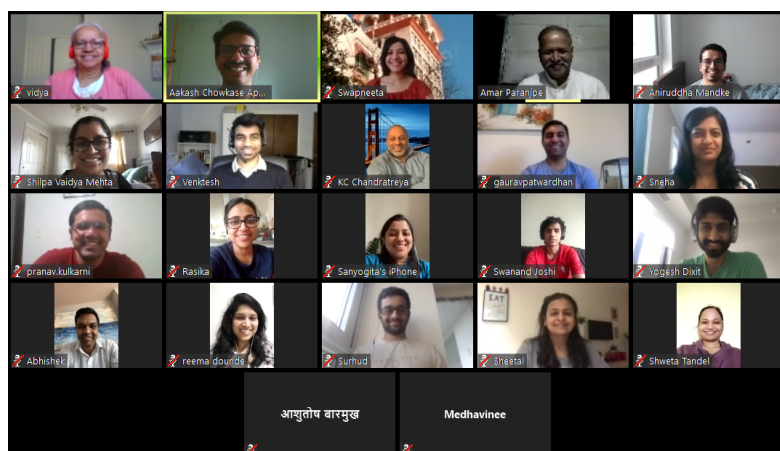 vidya
Aakash Chowkase Ap...
Swapneeta
Amar Paranjpe
Aniruddha Mandke
Shilpa Vaidya Mehta
Venktesh
KC Chandratreya
gauravpatwardhan
Sneha
pranav.kulkarni
Rasika
Sanyogita's iPhone
Swanand Joshi
Yogesh Dixit
EAT
Abhishek
reema dounde
Surhud
Sheetal
Shweta Tandel
आशुतोष बारमुख
Medhavinee